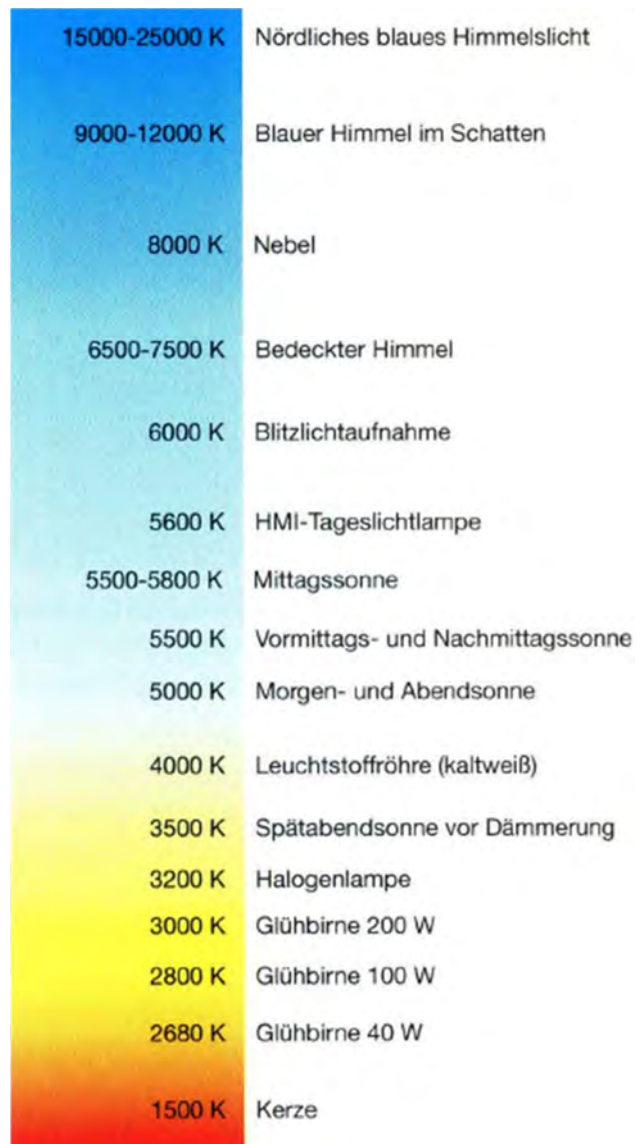 15000-25000 K Nördliches blaues Himmelslicht
9000-12000 K Blauer Himmel im Schatten
8000 K Nebel
6500-7500 K Bedeckter Himmel
6000 K Blitzlichtaufnahme
5600 K HMI-Tageslichtlampe
5500-5800 K Mittagssonne
5500 K Vormittags- und Nachmittagssonne
5000 K Morgen- und Abendsonne
4000 K Leuchtstoffröhre (kaltweiß)
3500 K Spätabendsonne vor Dämmerung
3200 K Halogenlampe
3000 K Glühbirne 200 W
2800 K Glühbirne 100 W
2680 K Glühbirne 40 W
1500 K Kerze